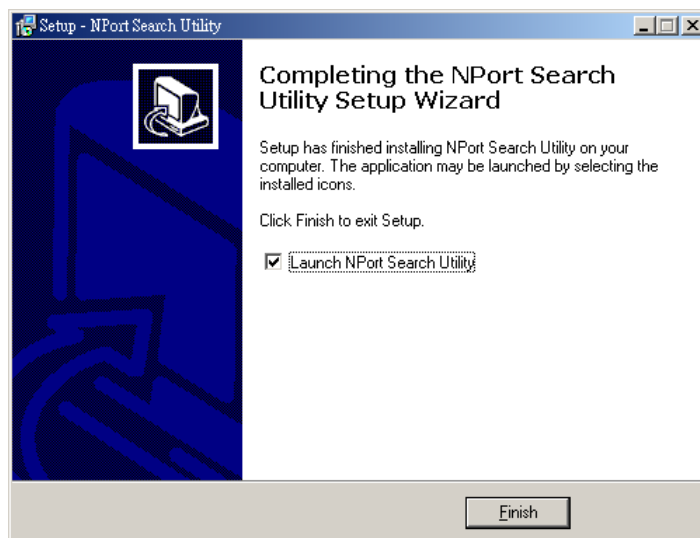 Setup - NPort Search Utility
Completing the NPort Search
Utility Setup Wizard
Setup has finished installing NPort Search Utility on your
computer. The application may be launched by selecting the
installed icons.
Click Finish to exit Setup.
Launch NPort Search Utility
Finish